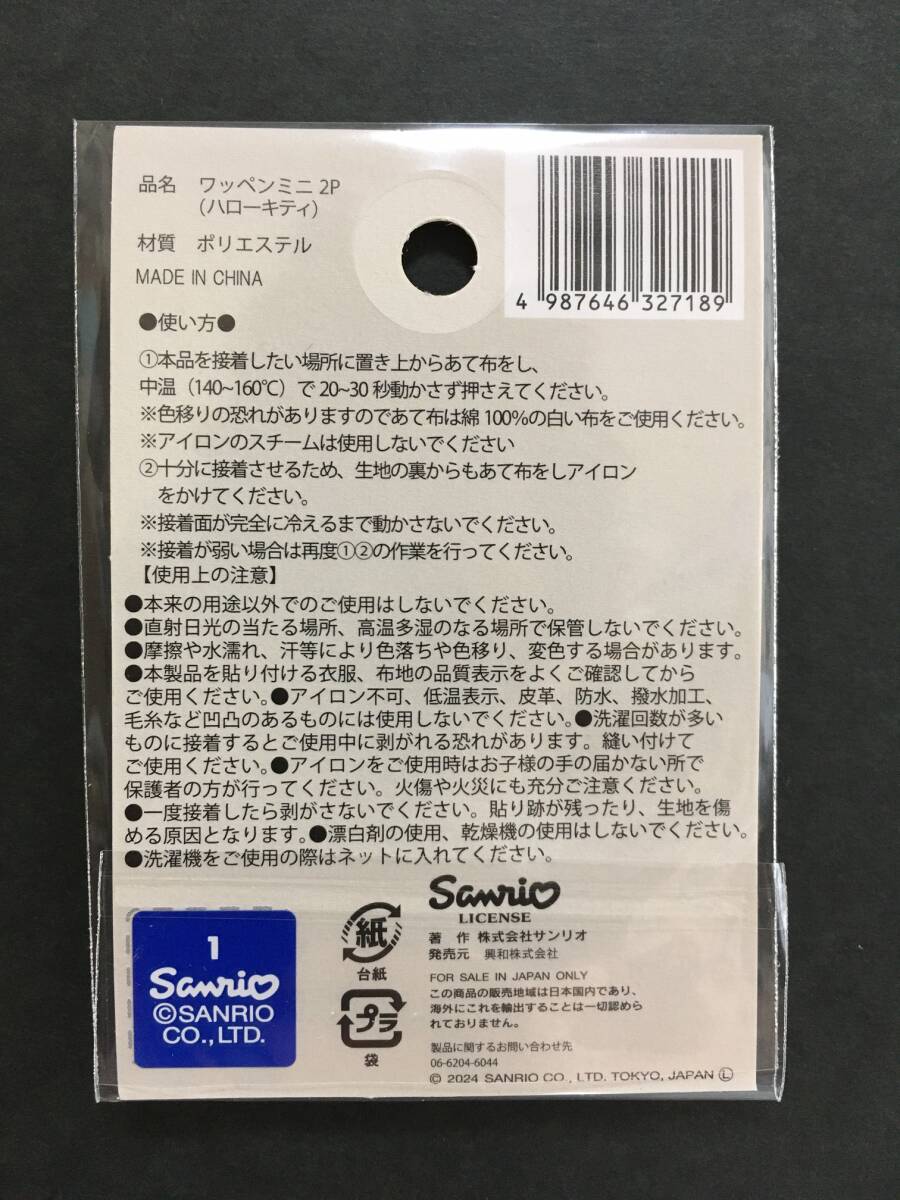 品名 ワッペンミニ 2P
(ハローキティ)
材質 ポリエステル
MADE IN CHINA
4 987646 327189
●使い方●
①本品を接着したい場所に置き上からあて布をし、
中温（140~160℃）で 20~30 秒動かさず押さえてください。
※色移りの恐れがありますのであて布は綿 100%の白い布をご使用ください。
※アイロンのスチームは使用しないでください
②十分に接着させるため、生地の裏からもあて布をしアイロン
をかけてください。
※接着面が完全に冷えるまで動かさないでください。
※接着が弱い場合は再度①②の作業を行ってください。
【使用上の注意】
●本来の用途以外でのご使用はしないでください。
●直射日光の当たる場所、高温多湿のなる場所で保管しないでください。
●摩擦や水濡れ、汗等により色落ちや色移り、変色する場合があります。
●本製品を貼り付ける衣服、布地の品質表示をよくご確認してから
ご使用ください。●アイロン不可、低温表示、皮革、防水、撥水加工、
毛糸など凹凸のあるものには使用しないでください。●洗濯回数が多い
ものに接着するとご使用中に剥がれる恐れがあります。縫い付けて
ご使用ください。●アイロンをご使用時はお子様の手の届かない所で
保護者の方が行ってください。火傷や火災にも充分ご注意ください。
●一度接着したら剥がさないでください。貼り跡が残ったり、生地を傷
める原因となります。●漂白剤の使用、乾燥機の使用はしないでください。
●洗濯機をご使用の際はネットに入れてください。
1
Sanrio
©SANRIO
CO.,LTD.
紙
台紙
プラ
袋
Sanrio
LICENSE
著 作 株式会社サンリオ
発売元 興和株式会社
FOR SALE IN JAPAN ONLY
この商品の販売地域は日本国内であり、
海外にこれを輸出することは一切認めら
れておりません。
製品に関するお問い合わせ先
06-6204-6044
© 2024 SANRIO CO., LTD. TOKYO, JAPAN Ⓛ